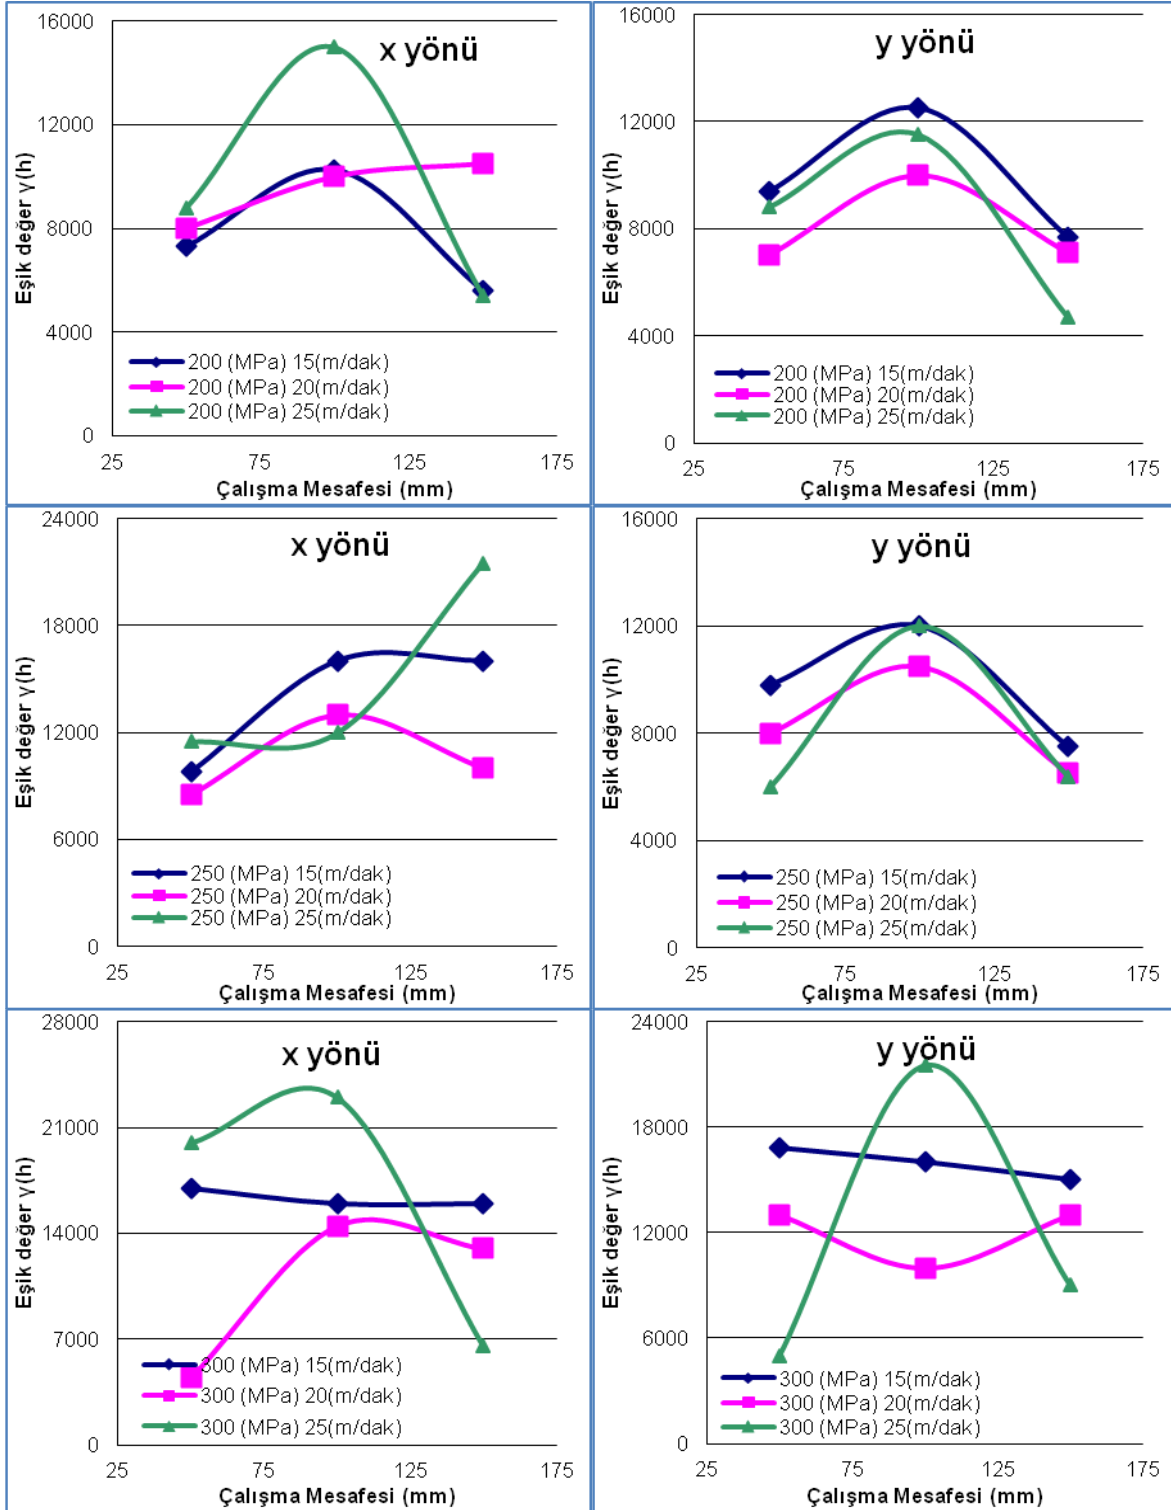 x yönü
Eşik değer γ(h)
16000
12000
8000
4000
0
200 (MPa) 15(m/dak)
200 (MPa) 20(m/dak)
200 (MPa) 25(m/dak)
25 75 125 175
Çalışma Mesafesi (mm)
y yönü
Eşik değer γ(h)
16000
12000
8000
4000
0
200 (MPa) 15(m/dak)
200 (MPa) 20(m/dak)
200 (MPa) 25(m/dak)
25 75 125 175
Çalışma Mesafesi (mm)
x yönü
Eşik değer γ(h)
24000
18000
12000
6000
0
250 (MPa) 15(m/dak)
250 (MPa) 20(m/dak)
250 (MPa) 25(m/dak)
25 75 125 175
Çalışma Mesafesi (mm)
y yönü
Eşik değer γ(h)
16000
12000
8000
4000
0
250 (MPa) 15(m/dak)
250 (MPa) 20(m/dak)
250 (MPa) 25(m/dak)
25 75 125 175
Çalışma Mesafesi (mm)
x yönü
Eşik değer γ(h)
28000
21000
14000
7000
0
300 (MPa) 15(m/dak)
300 (MPa) 20(m/dak)
300 (MPa) 25(m/dak)
25 75 125 175
Çalışma Mesafesi (mm)
y yönü
Eşik değer γ(h)
24000
18000
12000
6000
0
300 (MPa) 15(m/dak)
300 (MPa) 20(m/dak)
300 (MPa) 25(m/dak)
25 75 125 175
Çalışma Mesafesi (mm)